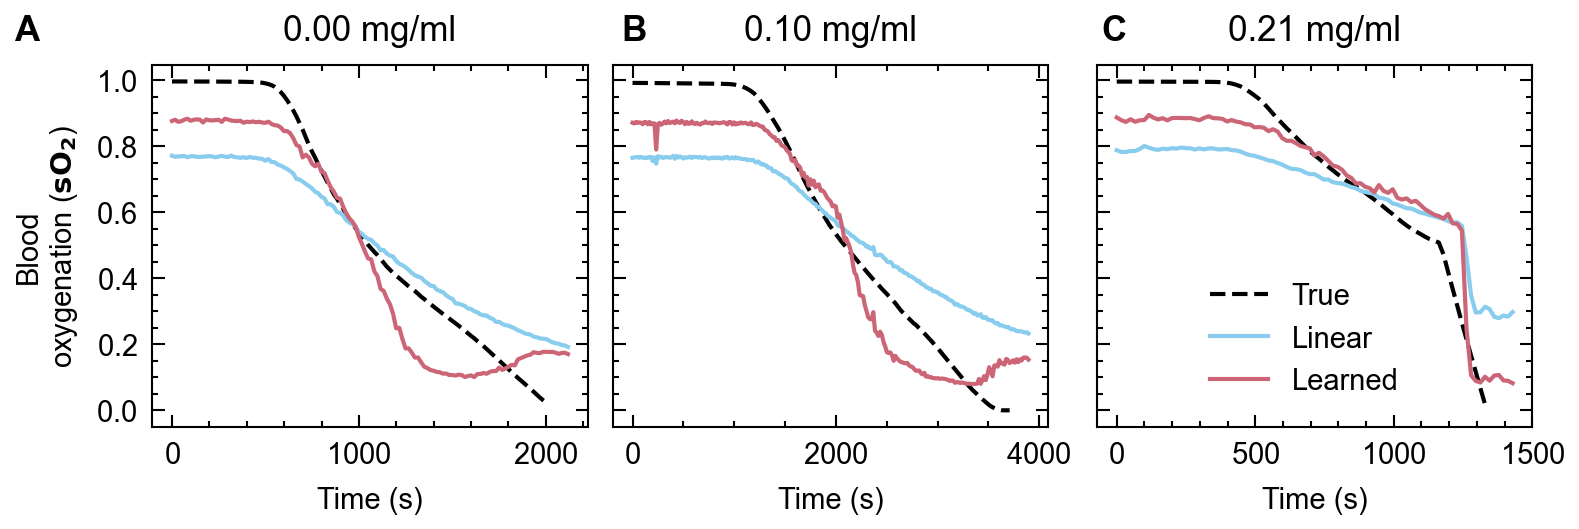 A 0.00 mg/ml
B 0.10 mg/ml
C 0.21 mg/ml
Blood
oxygenation (sO₂)
1.0
0.8
0.6
0.4
0.2
0.0
0 1000 2000
Time (s)
0 2000 4000
Time (s)
True
Linear
Learned
0 500 1000 1500
Time (s)